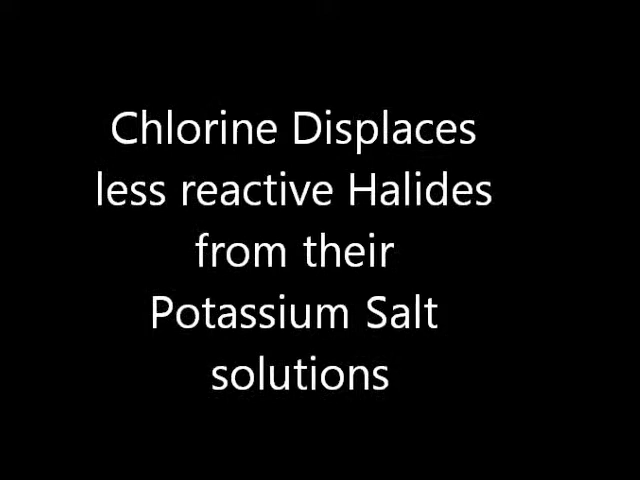 Chlorine Displaces
less reactive Halides
from their
Potassium Salt
solutions